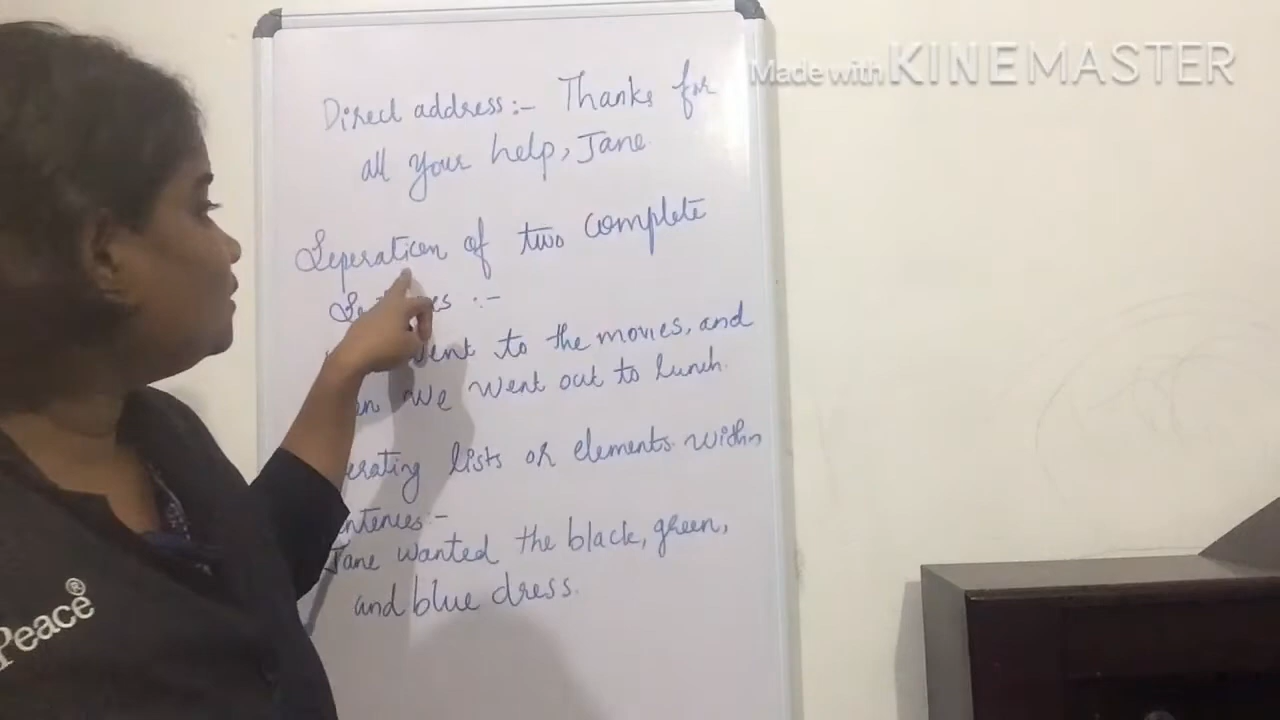 Made with KINEMASTER
Direct address:- Thanks for
all your help, Jane.
Seperation of two complete
:-
went to the movies, and
we went out to lunch.
lists or elements within
Jane wanted the black, green,
and blue dress.
Peace®